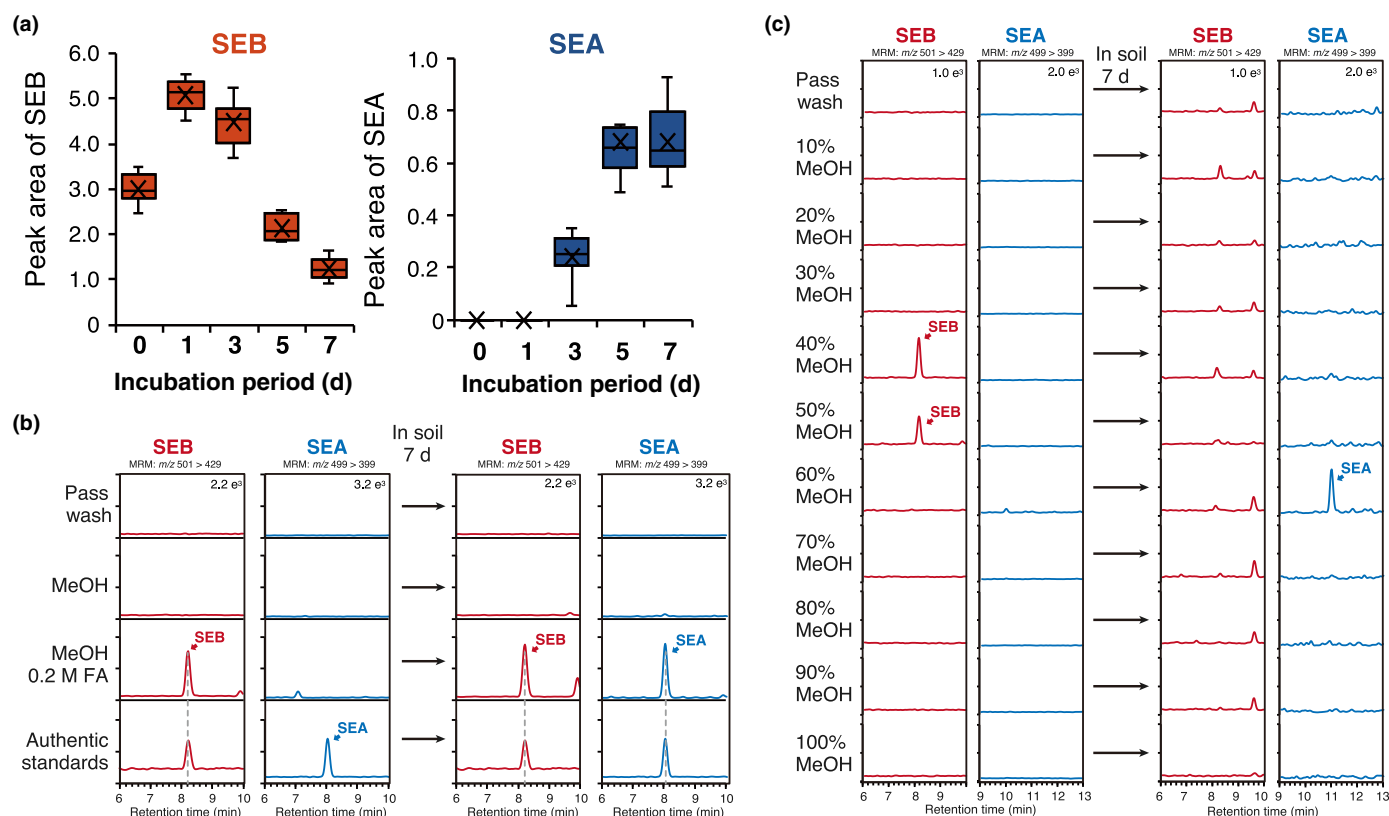 (a)
SEB
Peak area of SEB
6.0
5.0
4.0
3.0
2.0
1.0
0
0 1 3 5 7
Incubation period (d)
SEA
Peak area of SEA
1.0
0.8
0.6
0.4
0.2
0
0 1 3 5 7
Incubation period (d)
(b)
SEB
MRM: m/z 501 > 429
SEA
MRM: m/z 499 > 399
In soil
7 d
SEB
MRM: m/z 501 > 429
SEA
MRM: m/z 499 > 399
Pass
wash
2.2 e³
3.2 e³
2.2 e³
3.2 e³
MeOH
MeOH
0.2 M FA
SEB
SEB
SEA
Authentic
standards
SEA
6 7 8 9 10
Retention time (min)
6 7 8 9 10
Retention time (min)
6 7 8 9 10
Retention time (min)
6 7 8 9 10
Retention time (min)
(c)
SEB
MRM: m/z 501 > 429
SEA
MRM: m/z 499 > 399
In soil
7 d
SEB
MRM: m/z 501 > 429
SEA
MRM: m/z 499 > 399
Pass
wash
1.0 e³
2.0 e³
1.0 e³
2.0 e³
10%
MeOH
20%
MeOH
30%
MeOH
40%
MeOH
SEB
50%
MeOH
SEB
60%
MeOH
SEA
70%
MeOH
80%
MeOH
90%
MeOH
100%
MeOH
6 7 8 9 10
Retention time (min)
9 10 11 12 13
Retention time (min)
6 7 8 9 10
Retention time (min)
9 10 11 12 13
Retention time (min)